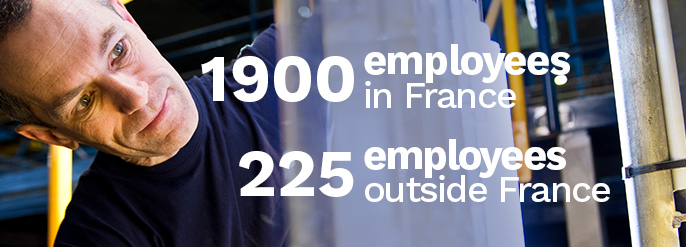 1900 employees
in France
225 employees
outside France